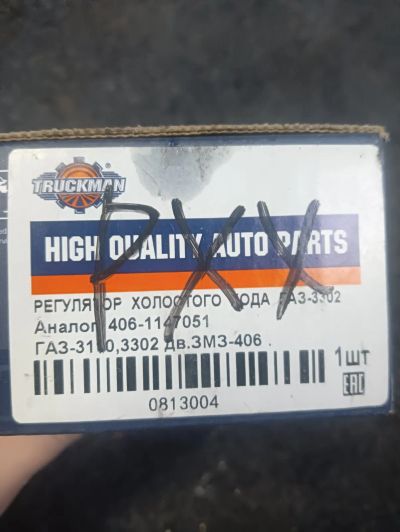 TRUCKMAN
HIGH QUALITY AUTO PARTS
РХХ
РЕГУЛЯТОР ХОЛОСТОГО ХОДА ГАЗ-3302
Аналог 406-1147051
ГАЗ-3110,3302 дв.ЗМЗ-406 .
1шт
0813004
EAC